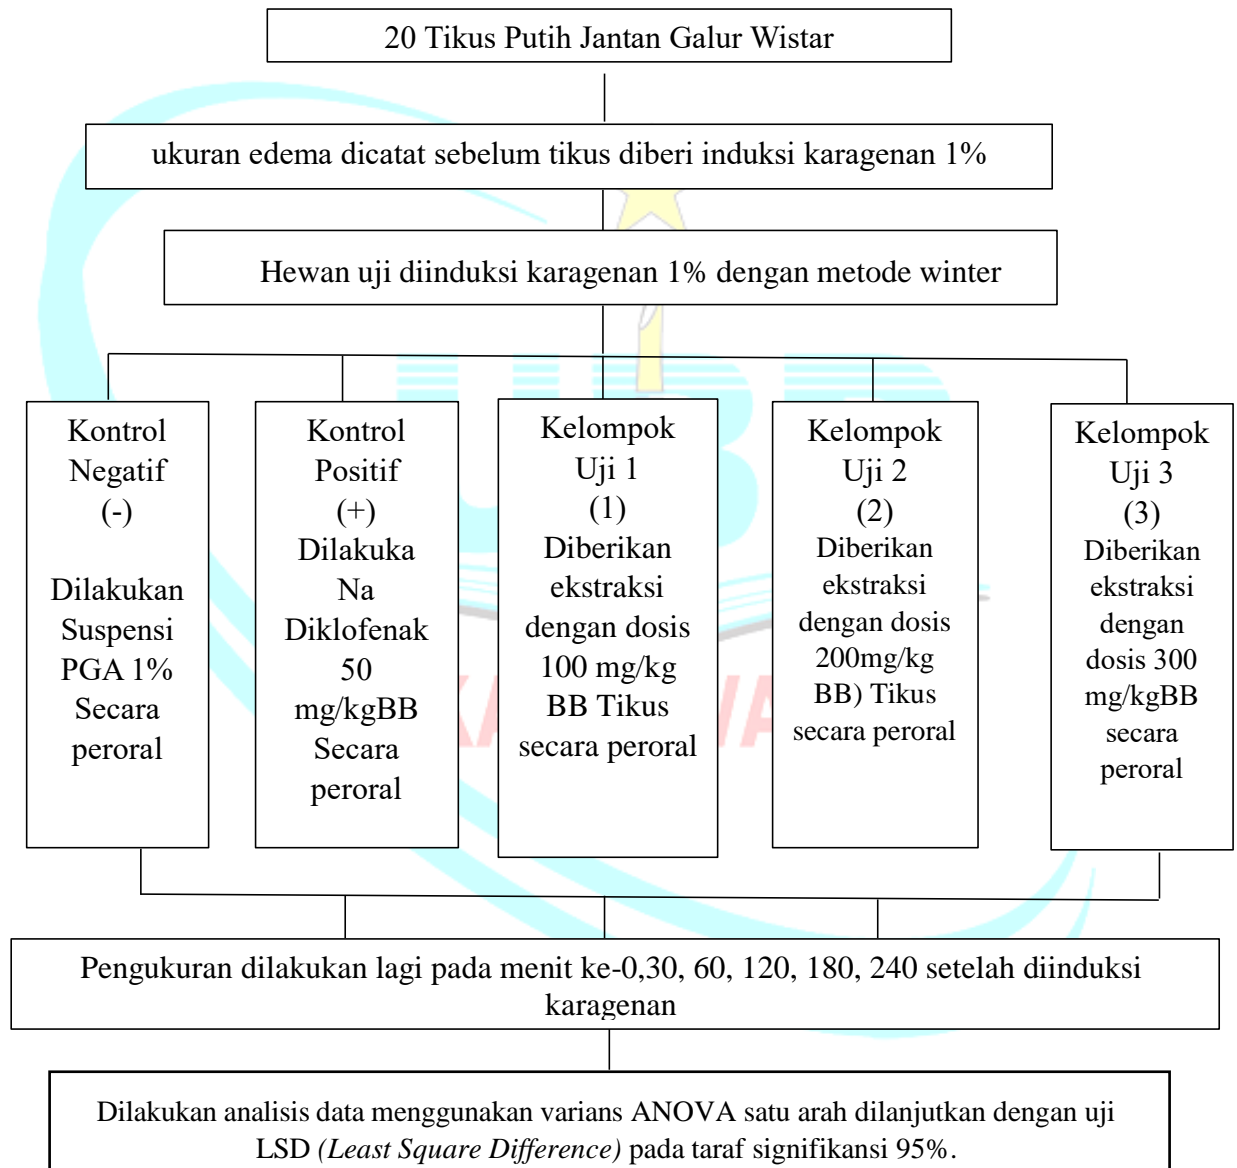 20 Tikus Putih Jantan Galur Wistar
ukuran edema dicatat sebelum tikus diberi induksi karagenan 1%
Hewan uji diinduksi karagenan 1% dengan metode winter
Kontrol
Negatif
(-)
Dilakukan
Suspensi
PGA 1%
Secara
peroral
Kontrol
Positif
(+)
Dilakuka
Na
Diklofenak
50
mg/kgBB
Secara
peroral
Kelompok
Uji 1
(1)
Diberikan
ekstraksi
dengan dosis
100 mg/kg
BB Tikus
secara peroral
Kelompok
Uji 2
(2)
Diberikan
ekstraksi
dengan dosis
200mg/kg
BB) Tikus
secara peroral
Kelompok
Uji 3
(3)
Diberikan
ekstraksi
dengan
dosis 300
mg/kgBB
secara
peroral
Pengukuran dilakukan lagi pada menit ke-0,30, 60, 120, 180, 240 setelah diinduksi
karagenan
Dilakukan analisis data menggunakan varians ANOVA satu arah dilanjutkan dengan uji
LSD (Least Square Difference) pada taraf signifikansi 95%.